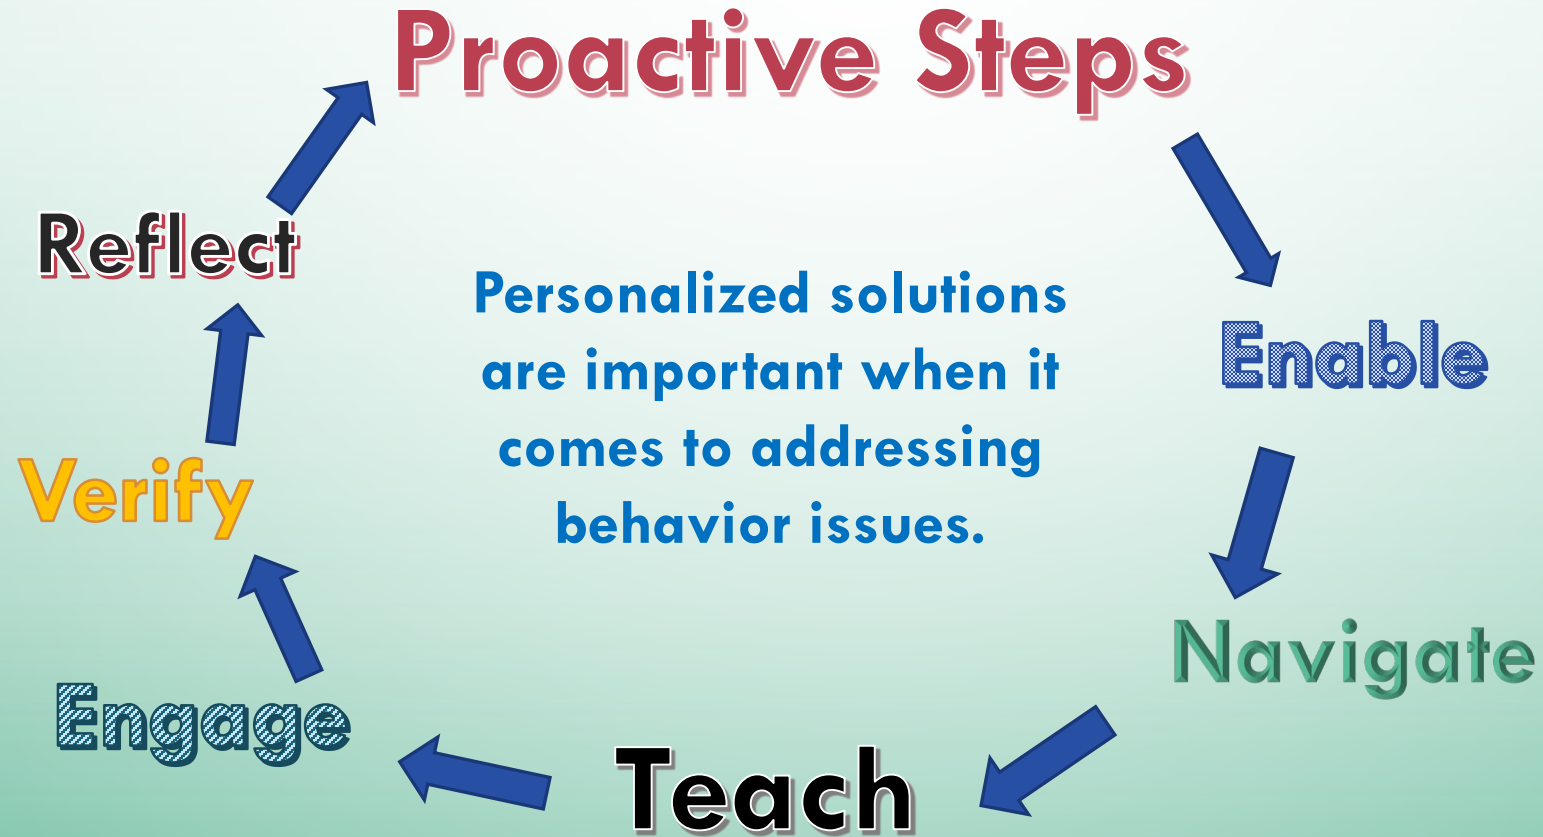 Proactive Steps
Reflect
Personalized solutions
are important when it
comes to addressing
behavior issues.
Enable
Verify
Navigate
Engage
Teach